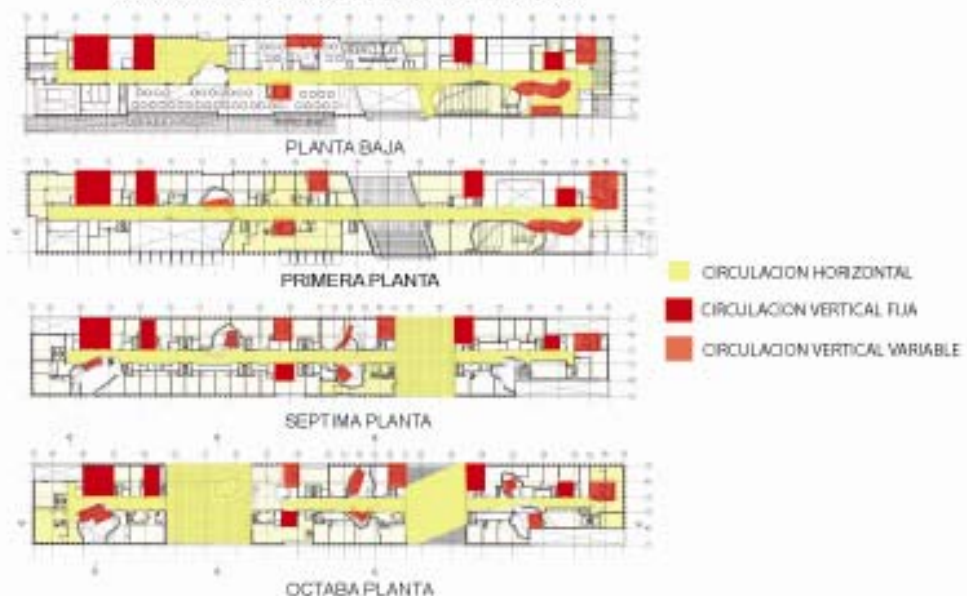 PLANTA BAJA
PRIMERA PLANTA
CIRCULACION HORIZONTAL
CIRCULACION VERTICAL FIJA
CIRCULACION VERTICAL VARIABLE
SEPTIMA PLANTA
OCTABA PLANTA